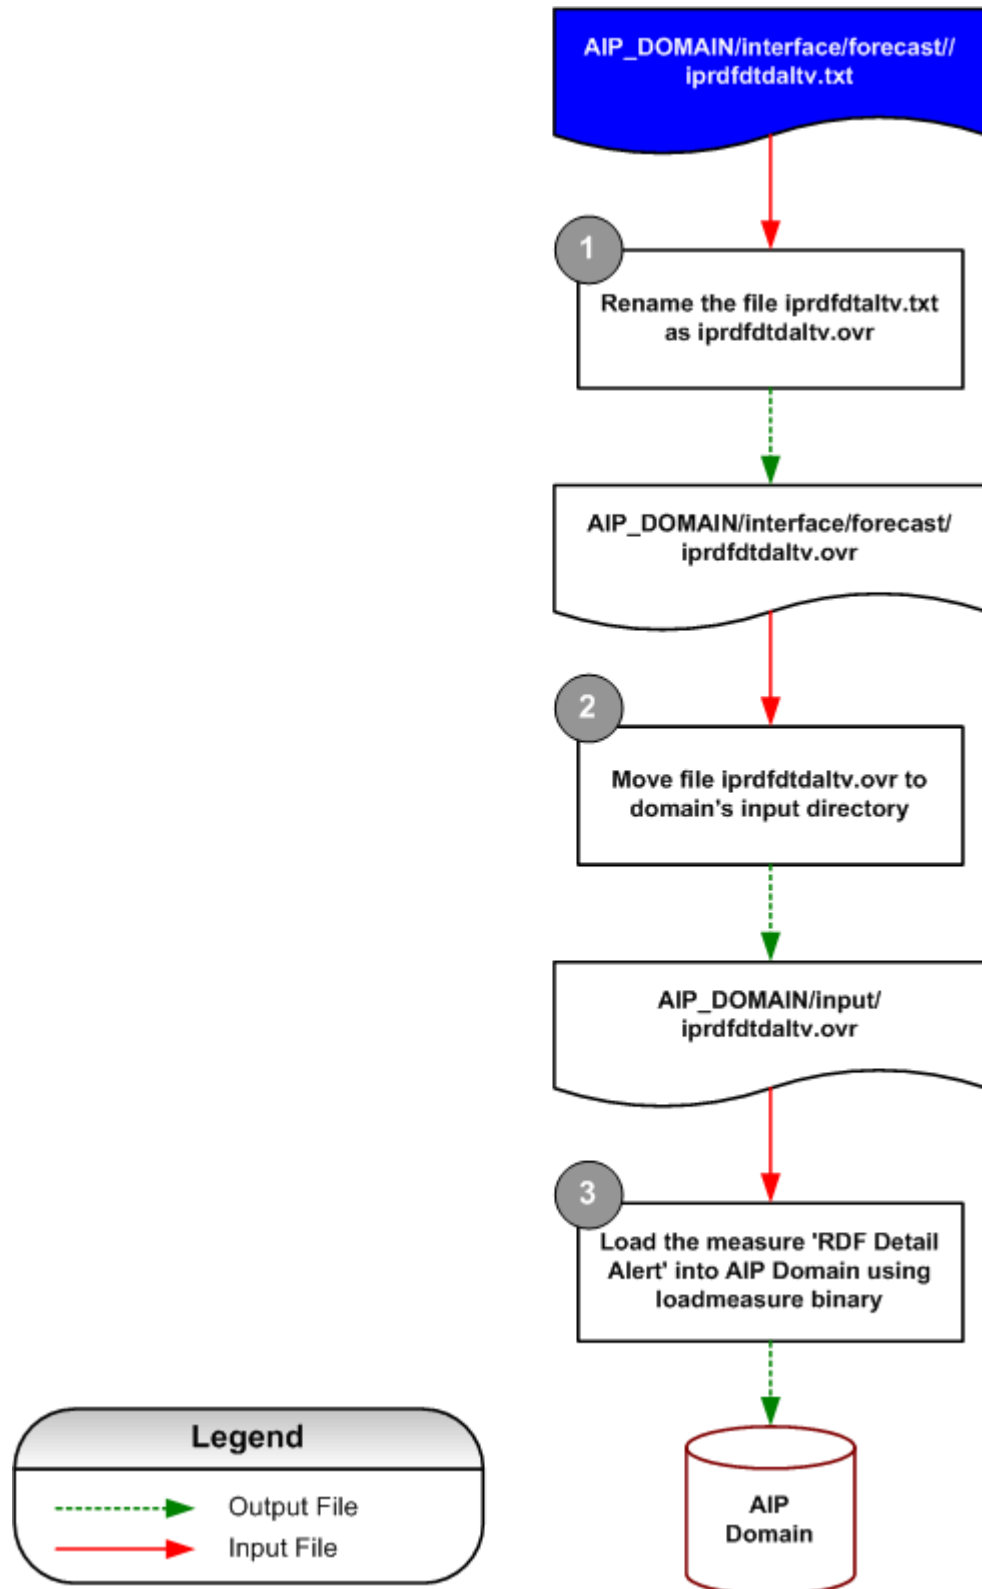 AIP_DOMAIN/interface/forecast//
iprdfdtdaltv.txt
1
Rename the file iprdfdtaltv.txt
as iprdfdtdaltv.ovr
AIP_DOMAIN/interface/forecast/
iprdfdtdaltv.ovr
2
Move file iprdfdtdaltv.ovr to
domain's input directory
AIP_DOMAIN/input/
iprdfdtdaltv.ovr
3
Load the measure 'RDF Detail
Alert' into AIP Domain using
loadmeasure binary
AIP
Domain
Legend
Output File
Input File